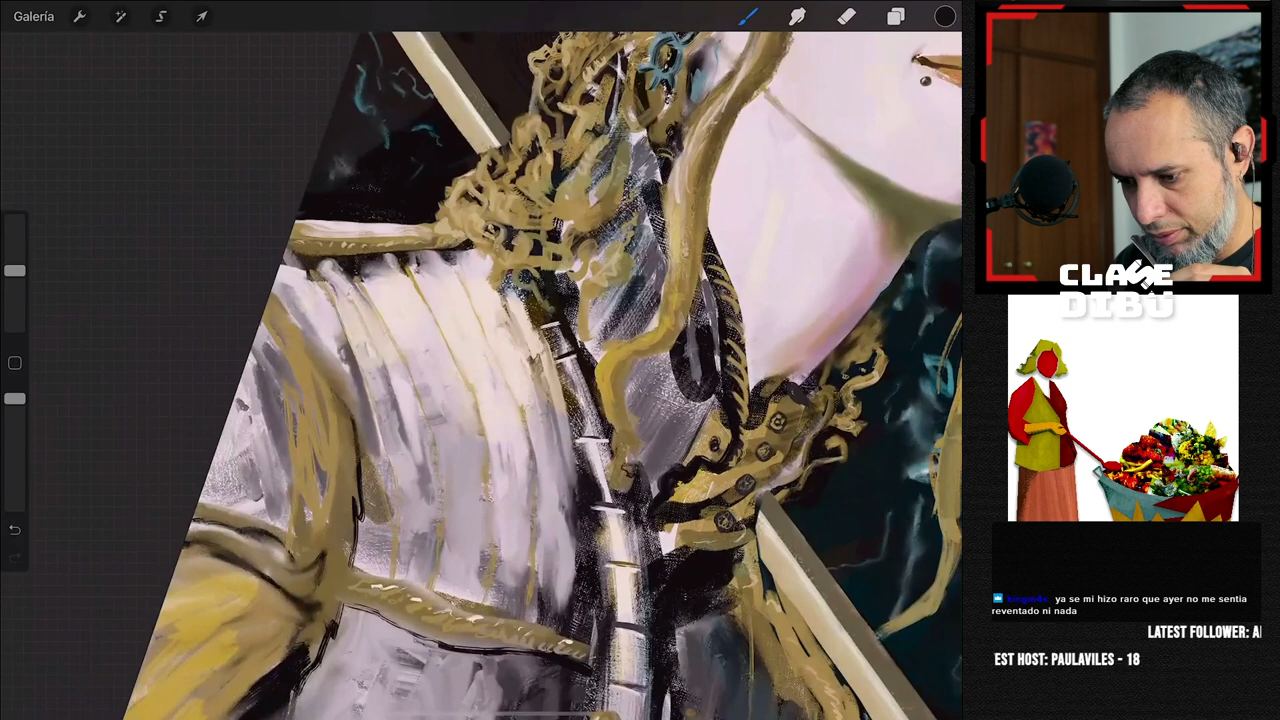 Galería
CLASE
DIBU
ya se mi hizo raro que ayer no me sentia
reventado ni nada
LATEST FOLLOWER: A
EST HOST: PAULAVILES - 18